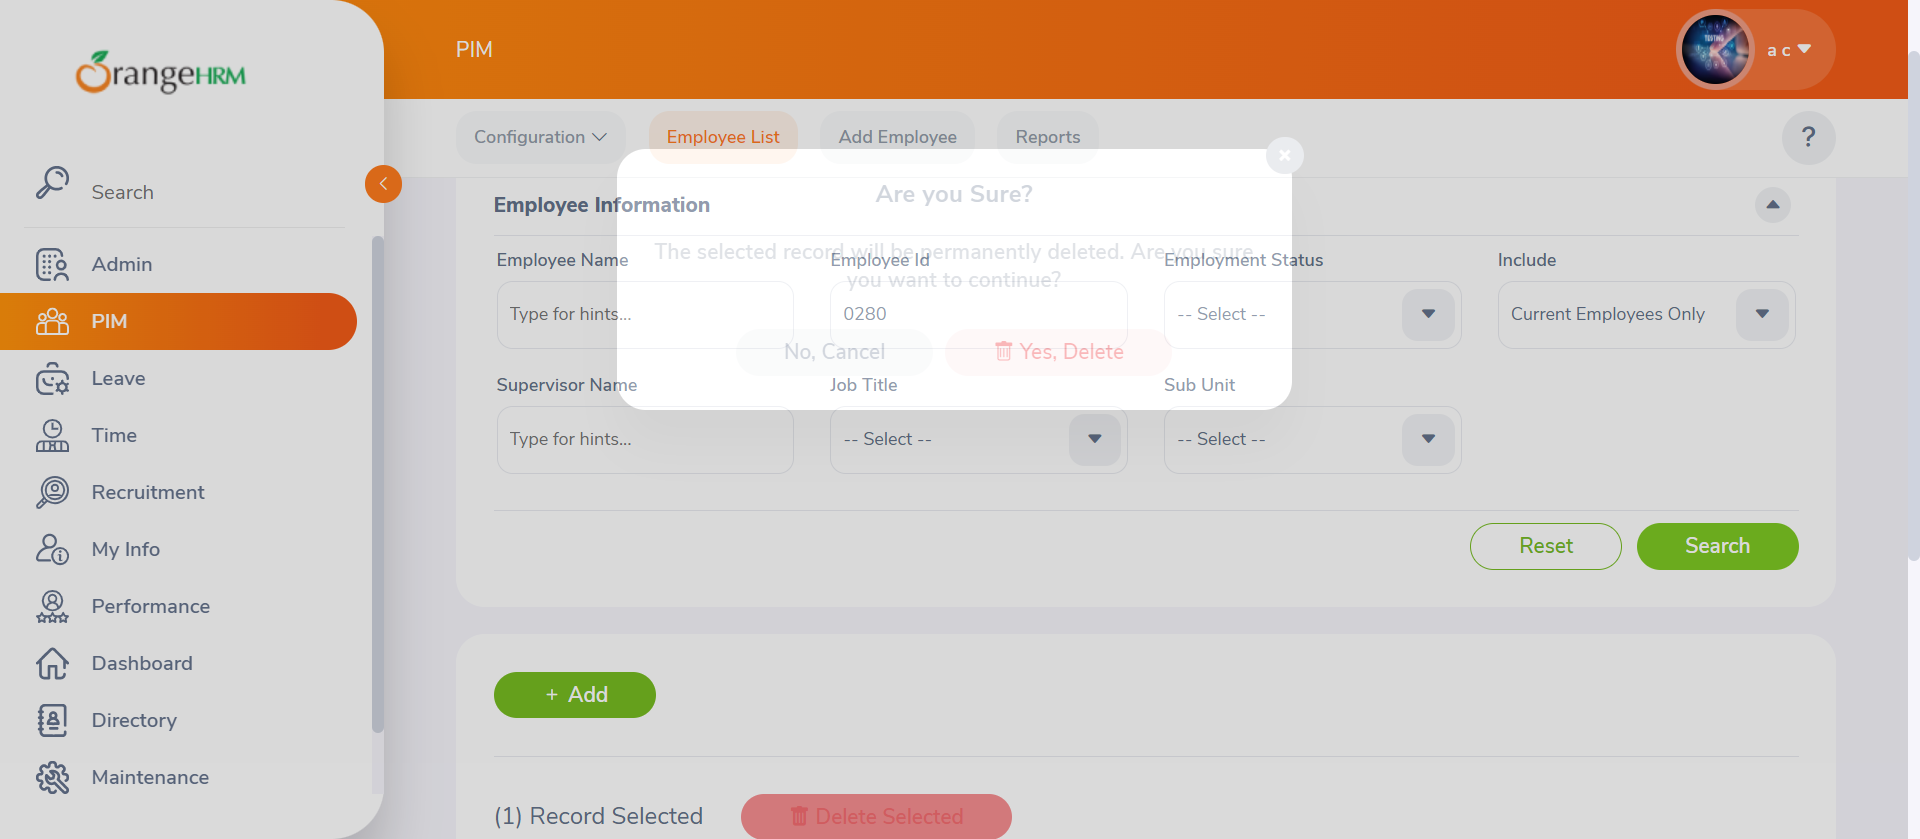 OrangeHRM
PIM
a c
Search
Configuration
Employee List
Add Employee
Reports
?
Are you Sure?
Employee Information
The selected record will be permanently deleted. Are you sure
you want to continue?
Employee Name
Employee Id
Employment Status
Include
Type for hints...
0280
-- Select --
Current Employees Only
No, Cancel
Yes, Delete
Supervisor Name
Job Title
Sub Unit
Type for hints...
-- Select --
-- Select --
Reset
Search
+ Add
(1) Record Selected
Delete Selected
Admin
PIM
Leave
Time
Recruitment
My Info
Performance
Dashboard
Directory
Maintenance